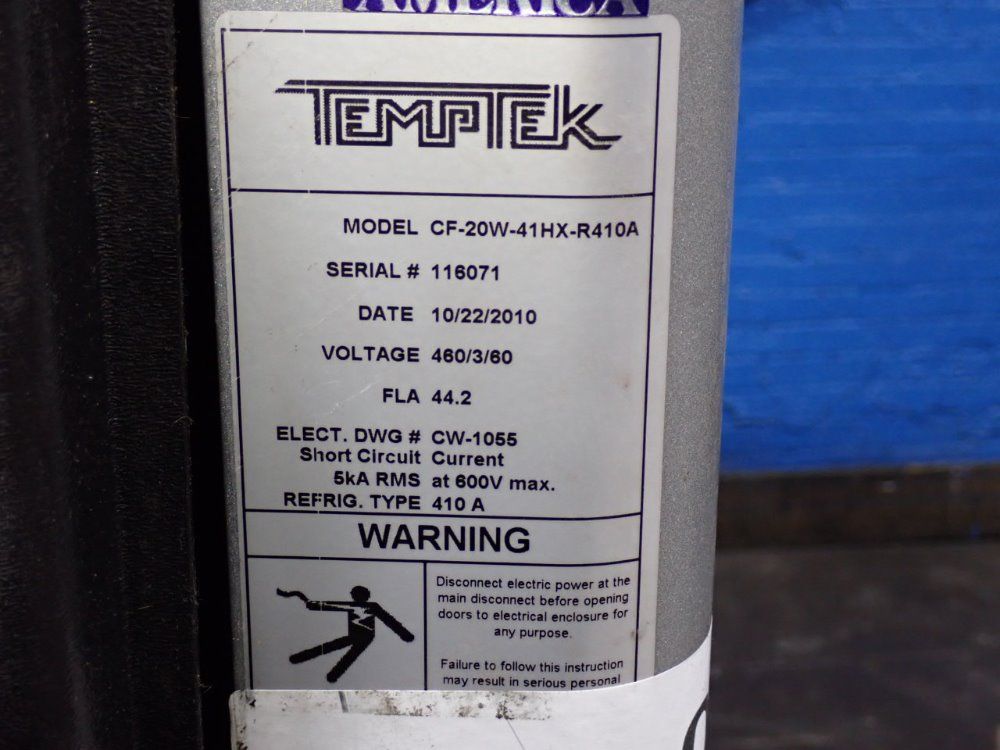 AMERICA
TEMPTEK
MODEL CF-20W-41HX-R410A
SERIAL # 116071
DATE 10/22/2010
VOLTAGE 460/3/60
FLA 44.2
ELECT. DWG # CW-1055
Short Circuit Current
5kA RMS at 600V max.
REFRIG. TYPE 410 A
WARNING
Disconnect electric power at the
main disconnect before opening
doors to electrical enclosure for
any purpose.
Failure to follow this instruction
may result in serious personal